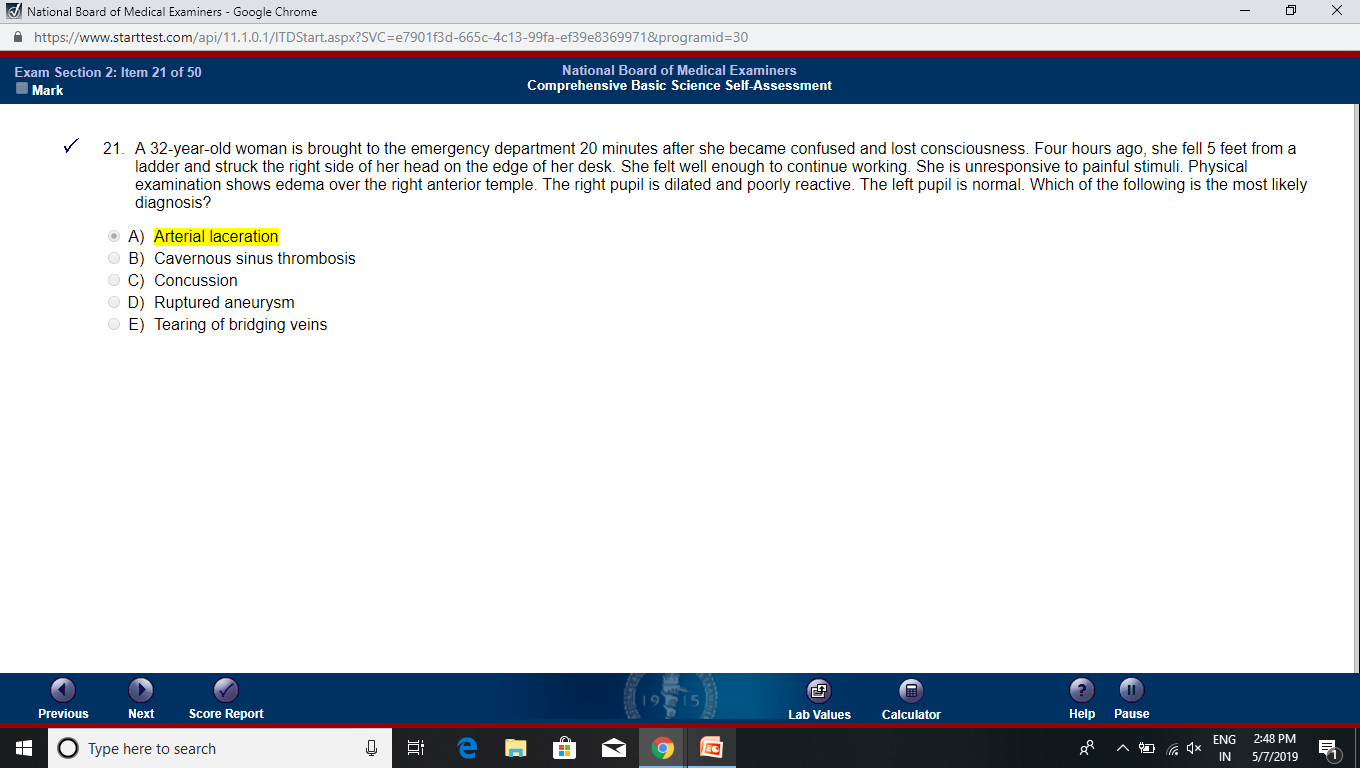 National Board of Medical Examiners - Google Chrome
https://www.starttest.com/api/11.1.0.1/ITDStart.aspx?SVC=e7901f3d-665c-4c13-99fa-ef39e8369971&programid=30
Exam Section 2: Item 21 of 50
Mark
National Board of Medical Examiners
Comprehensive Basic Science Self-Assessment
21. A 32-year-old woman is brought to the emergency department 20 minutes after she became confused and lost consciousness. Four hours ago, she fell 5 feet from a
ladder and struck the right side of her head on the edge of her desk. She felt well enough to continue working. She is unresponsive to painful stimuli. Physical
examination shows edema over the right anterior temple. The right pupil is dilated and poorly reactive. The left pupil is normal. Which of the following is the most likely
diagnosis?
A) Arterial laceration
B) Cavernous sinus thrombosis
C) Concussion
D) Ruptured aneurysm
E) Tearing of bridging veins
Previous
Next
Score Report
19 15
Lab Values
Calculator
Help
Pause
Type here to search
ENG
IN
2:48 PM
5/7/2019
1